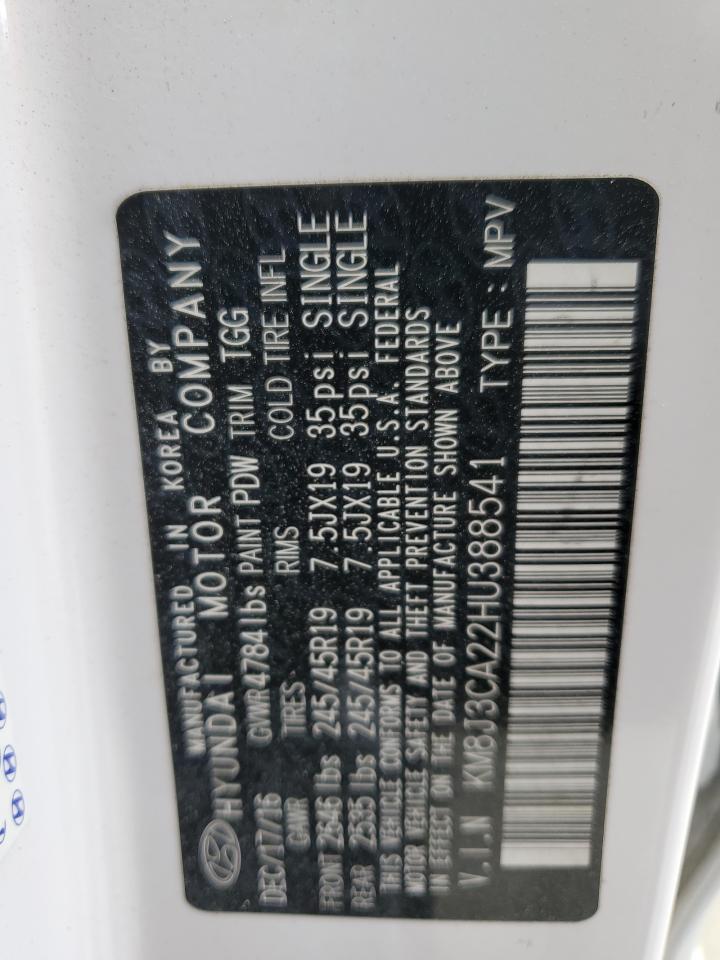 MANUFACTURED IN KOREA BY
HYUNDAI MOTOR COMPANY
DEC/17/16 GVWR 4784 lbs PAINT PDW TRIM TGG
GAWR TIRES RIMS COLD TIRE INFL
FRONT 2546 lbs 245/45R19 7.5JX19 35psi SINGLE
REAR 2535 lbs 245/45R19 7.5JX19 35psi SINGLE
THIS VEHICLE CONFORMS TO ALL APPLICABLE U.S.A. FEDERAL
MOTOR VEHICLE SAFETY AND THEFT PREVENTION STANDARDS
IN EFFECT ON THE DATE OF MANUFACTURE SHOWN ABOVE
V.I.N KM8J3CA22HU388541 TYPE : MPV